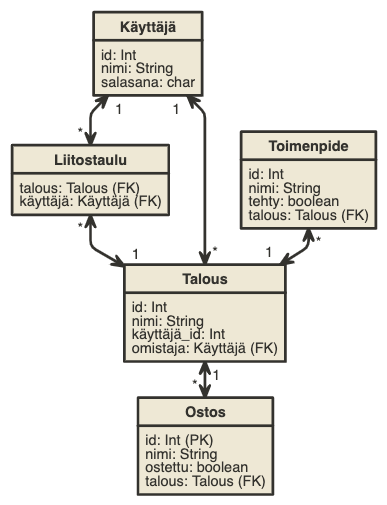 Käyttäjä
id: Int
nimi: String
salasana: char
1
1
*
Liitostaulu
talous: Talous (FK)
käyttäjä: Käyttäjä (FK)
Toimenpide
id: Int
nimi: String
tehty: boolean
talous: Talous (FK)
*
1
*
1
*
Talous
id: Int
nimi: String
käyttäjä_id: Int
omistaja: Käyttäjä (FK)
1
*
Ostos
id: Int (PK)
nimi: String
ostettu: boolean
talous: Talous (FK)